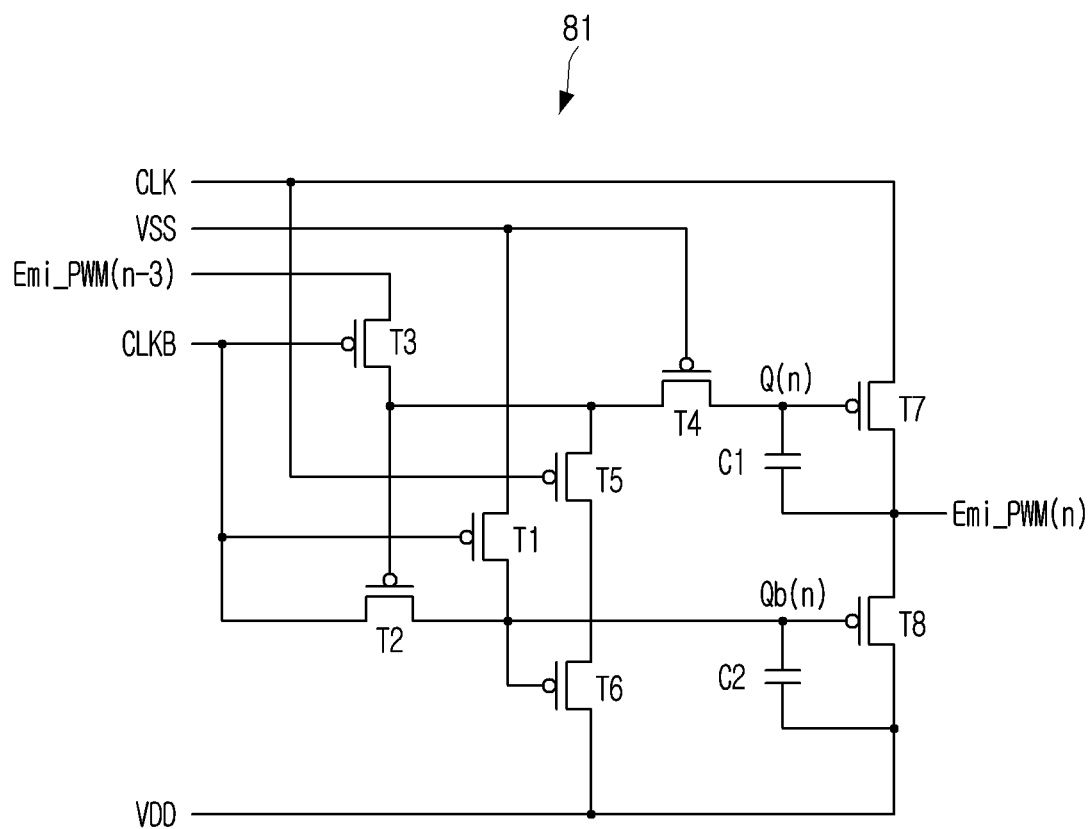 81
CLK
VSS
Emi_PWM(n-3)
CLKB
T3
Q(n)
T4
T7
C1
T5
Emi_PWM(n)
T1
Qb(n)
T2
T8
C2
T6
VDD